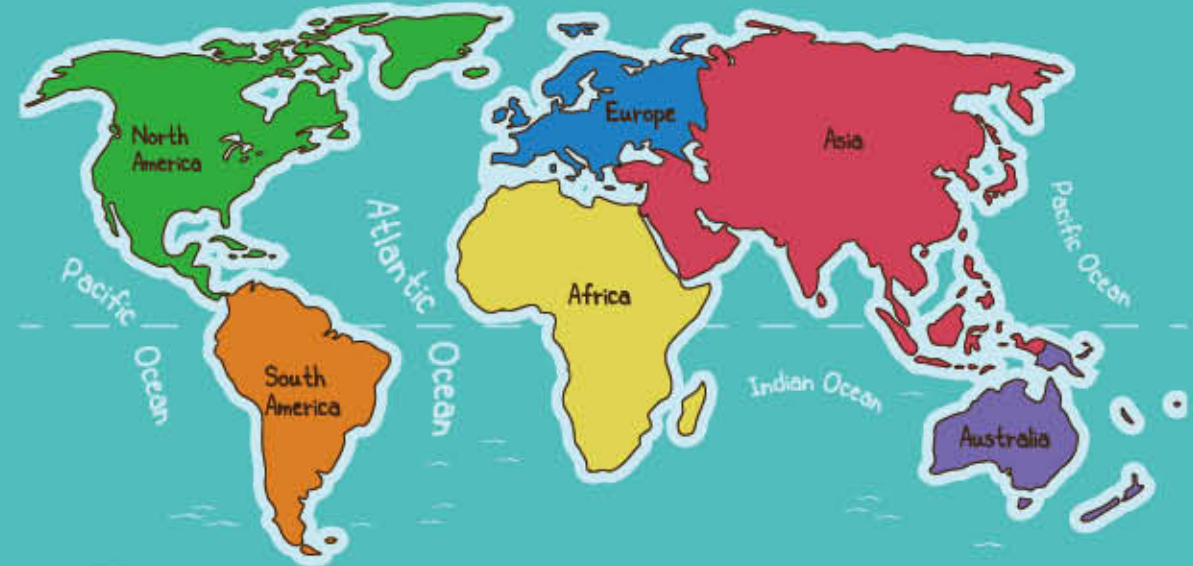 North
America
Europe
Asia
Pacific Ocean
Atlantic
Pacific
Africa
Ocean
Ocean
South
America
Indian Ocean
Australia